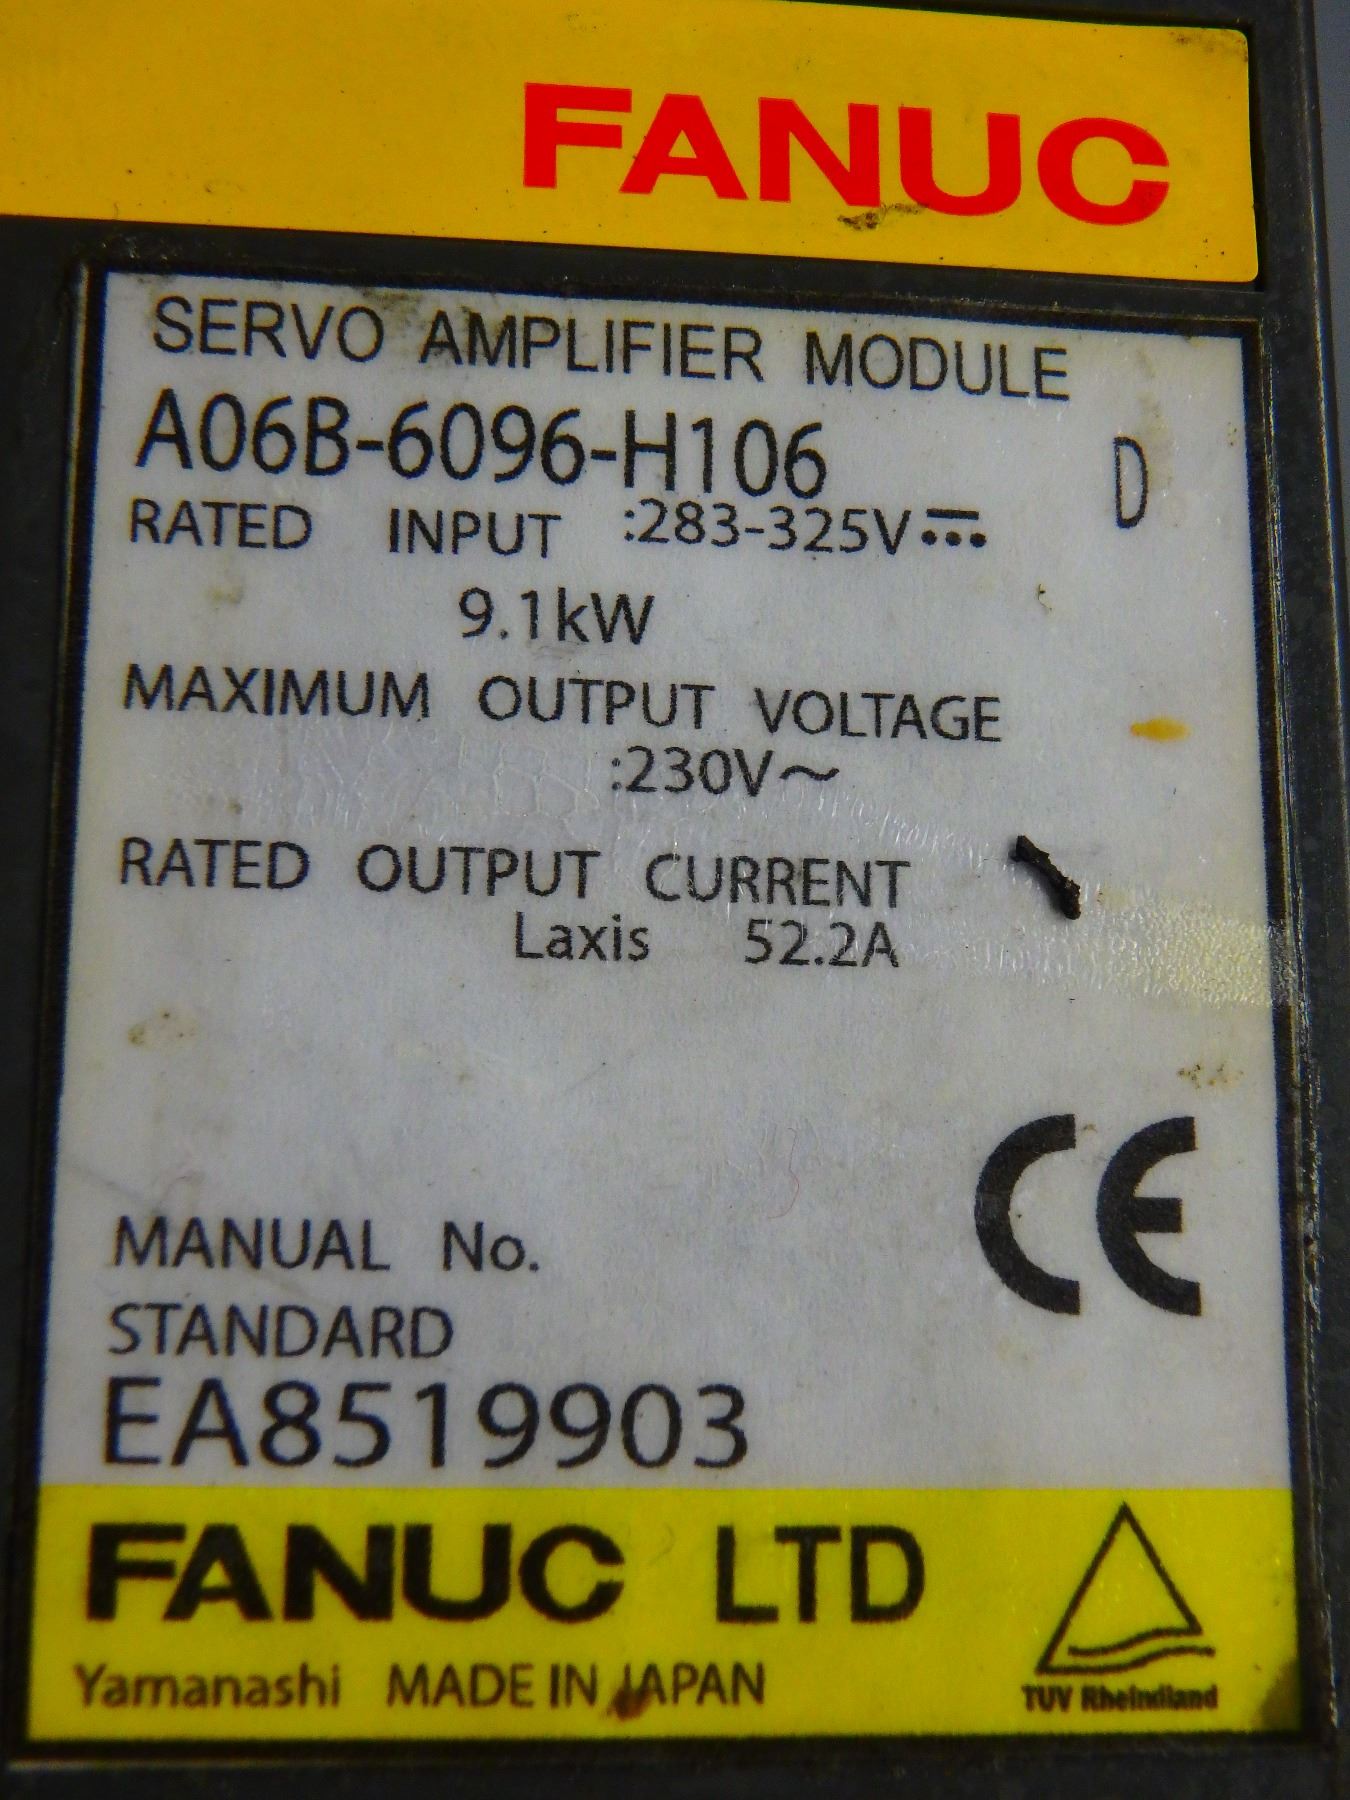 FANUC
SERVO AMPLIFIER MODULE
A06B-6096-H106 D
RATED INPUT :283-325V⎓
9.1kW
MAXIMUM OUTPUT VOLTAGE
:230V~
RATED OUTPUT CURRENT
Laxis 52.2A
CE
MANUAL No.
STANDARD
EA8519903
FANUC LTD
Yamanashi MADE IN JAPAN
TUV Rheindland